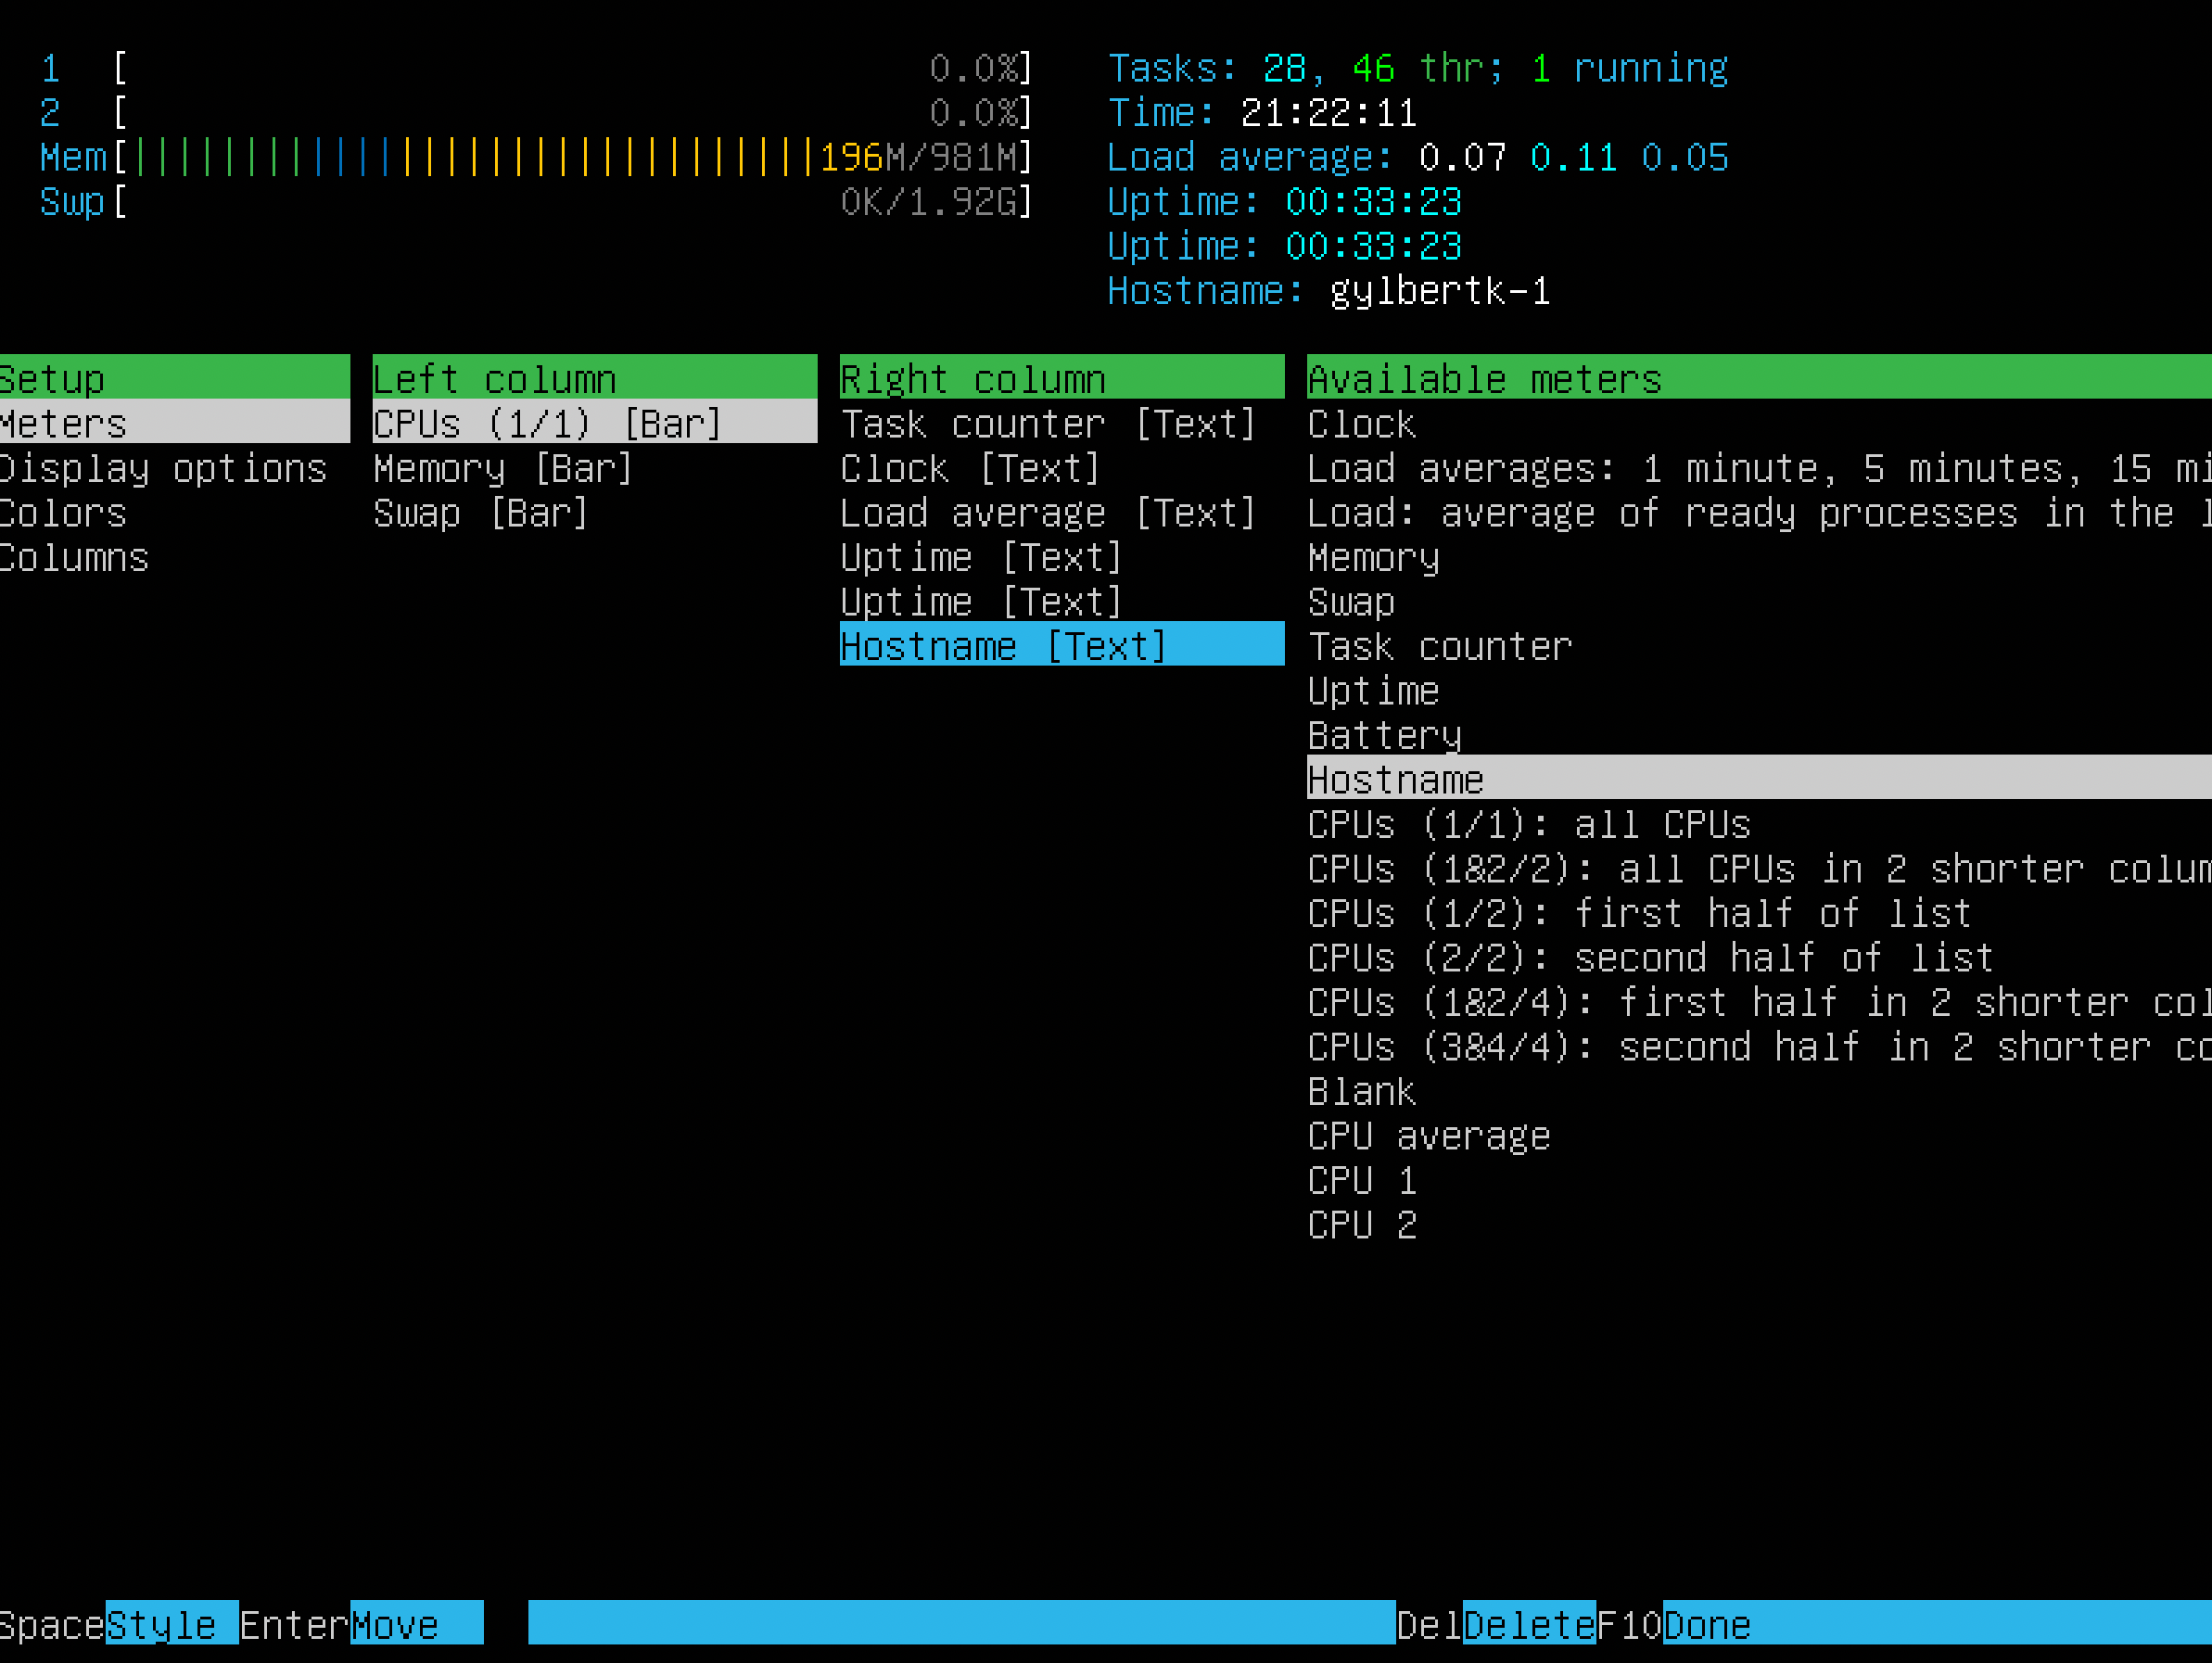 1 [ 0.0%] Tasks: 28, 46 thr; 1 running
2 [ 0.0%] Time: 21:22:11
Mem[|||||||||||||||||||||||||||||||196M/981M] Load average: 0.07 0.11 0.05
Swp[ 0K/1.92G] Uptime: 00:33:23
Uptime: 00:33:23
Hostname: gylbertk-1
Setup Left column Right column Available meters
Meters CPUs (1/1) [Bar] Task counter [Text] Clock
Display options Memory [Bar] Clock [Text] Load averages: 1 minute, 5 minutes, 15 mi
Colors Swap [Bar] Load average [Text] Load: average of ready processes in the l
Columns Uptime [Text] Memory
Uptime [Text] Swap
Hostname [Text] Task counter
Uptime
Battery
Hostname
CPUs (1/1): all CPUs
CPUs (1&2/2): all CPUs in 2 shorter colum
CPUs (1/2): first half of list
CPUs (2/2): second half of list
CPUs (1&2/4): first half in 2 shorter col
CPUs (3&4/4): second half in 2 shorter co
Blank
CPU average
CPU 1
CPU 2
SpaceStyle EnterMove DelDeleteF10Done